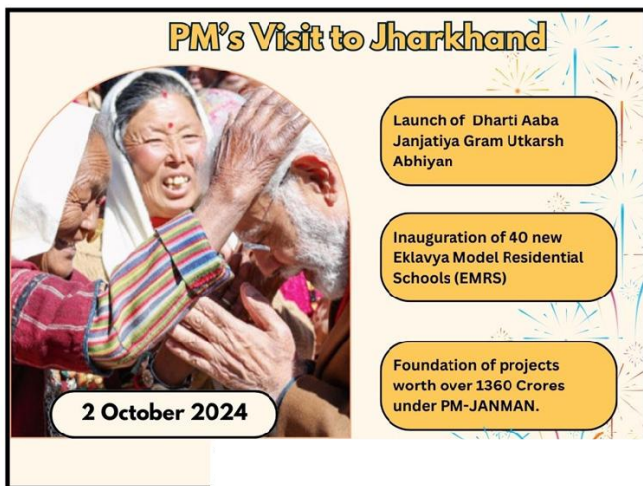 PM's Visit to Jharkhand
Launch of Dharti Aaba
Janjatiya Gram Utkarsh
Abhiyan
Inauguration of 40 new
Eklavya Model Residential
Schools (EMRS)
Foundation of projects
worth over 1360 Crores
under PM-JANMAN.
2 October 2024